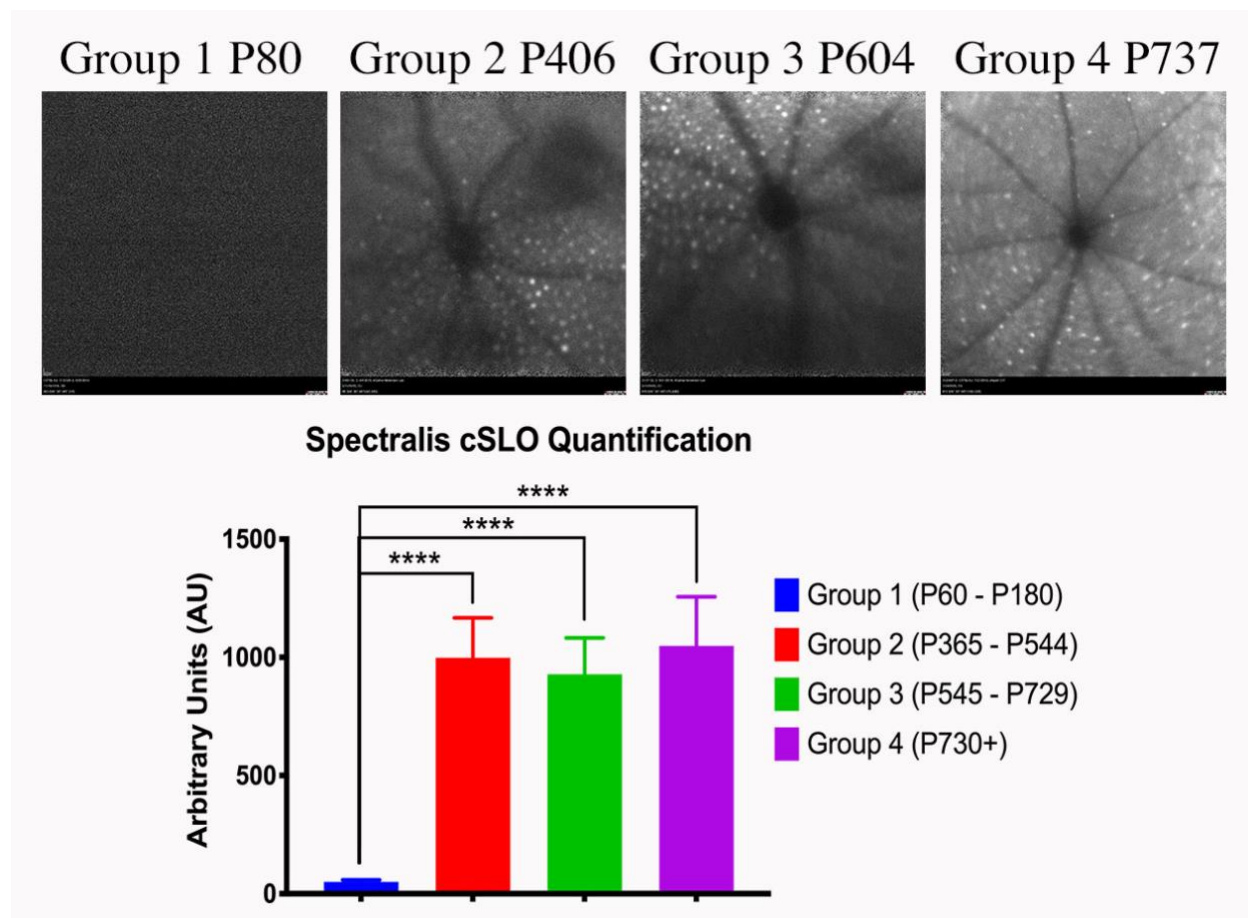 Group 1 P80
Group 2 P406
Group 3 P604
Group 4 P737
Spectralis cSLO Quantification
****
****
****
1500
1000
500
0
Arbitrary Units (AU)
Group 1 (P60 - P180)
Group 2 (P365 - P544)
Group 3 (P545 - P729)
Group 4 (P730+)